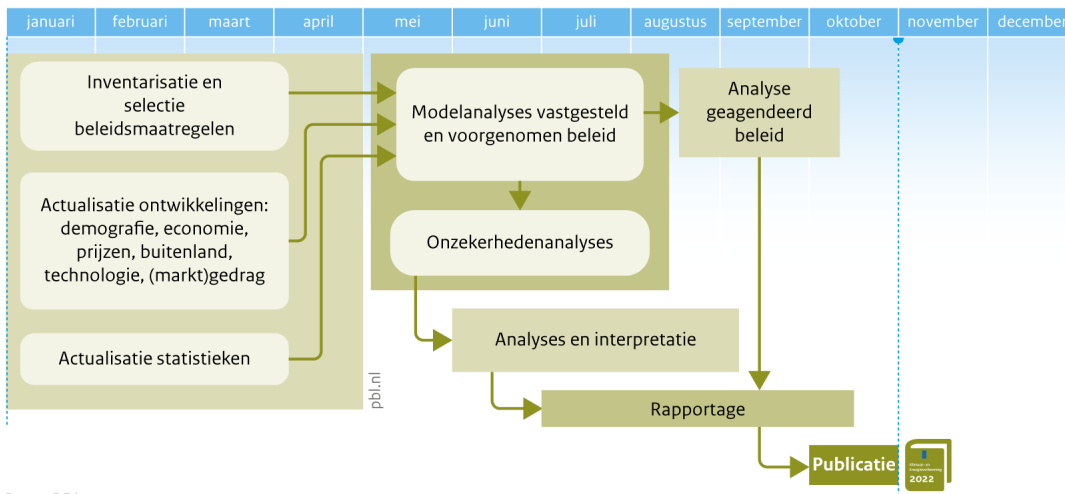 januari februari maart april mei juni juli augustus september oktober november december
Inventarisatie en
selectie
beleidsmaatregelen
Modelanalyses vastgesteld
en voorgenomen beleid
Analyse
geagendeerd
beleid
Actualisatie ontwikkelingen:
demografie, economie,
prijzen, buitenland,
technologie, (markt)gedrag
Onzekerhedenanalyses
Actualisatie statistieken
Analyses en interpretatie
pbl.nl
Rapportage
Publicatie
2022